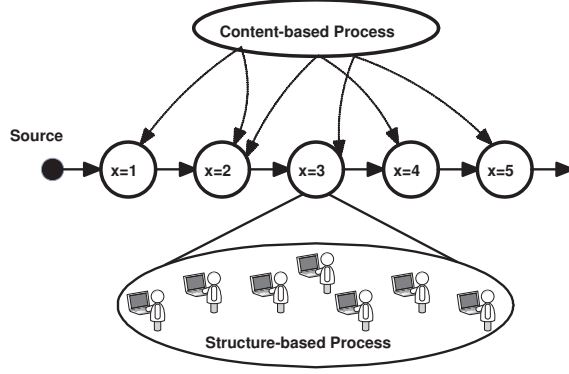 Content-based Process
Source
x=1
x=2
x=3
x=4
x=5
Structure-based Process